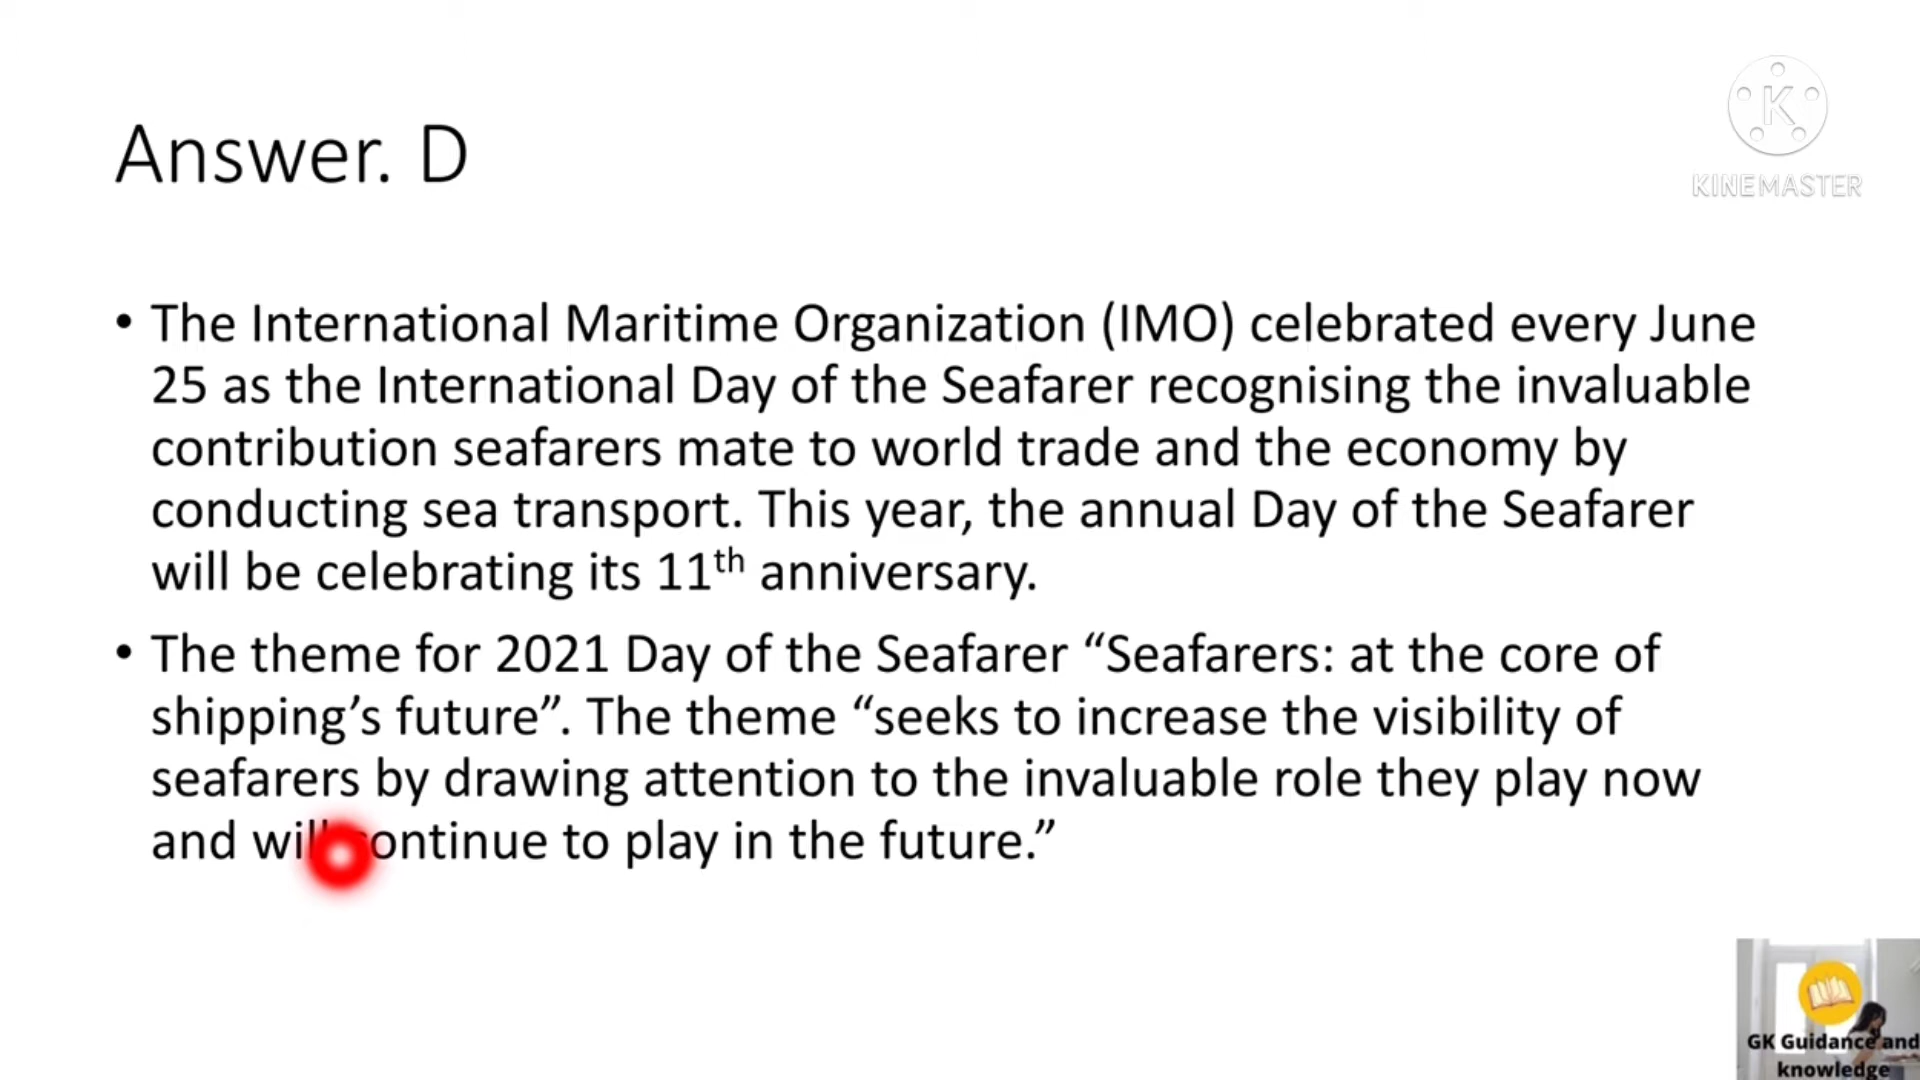 K
KINEMASTER
Answer. D
• The International Maritime Organization (IMO) celebrated every June
25 as the International Day of the Seafarer recognising the invaluable
contribution seafarers mate to world trade and the economy by
conducting sea transport. This year, the annual Day of the Seafarer
will be celebrating its 11th anniversary.
• The theme for 2021 Day of the Seafarer “Seafarers: at the core of
shipping’s future”. The theme “seeks to increase the visibility of
seafarers by drawing attention to the invaluable role they play now
and will continue to play in the future.”
GK Guidance and
knowledge